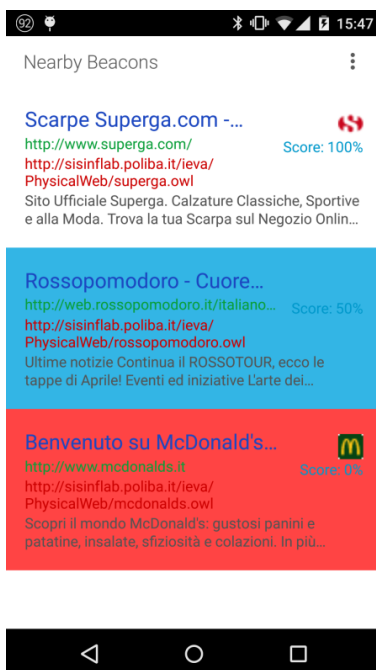 92 15:47
Nearby Beacons
Scarpe Superga.com -...
http://www.superga.com/
Score: 100%
http://sisinflab.poliba.it/ieva/
PhysicalWeb/superga.owl
Sito Ufficiale Superga. Calzature Classiche, Sportive
e alla Moda. Trova la tua Scarpa sul Negozio Onlin...
Rossopomodoro - Cuore...
http://web.rossopomodoro.it/italiano...
Score: 50%
http://sisinflab.poliba.it/ieva/
PhysicalWeb/rossopomodoro.owl
Ultime notizie Continua il ROSSOTOUR, ecco le
tappe di Aprile! Eventi ed iniziative L'arte dei...
Benvenuto su McDonald's...
http://www.mcdonalds.it
Score: 0%
http://sisinflab.poliba.it/ieva/
PhysicalWeb/mcdonalds.owl
Scopri il mondo McDonald's: gustosi panini e
patatine, insalate, sfiziosità e colazioni. In più...